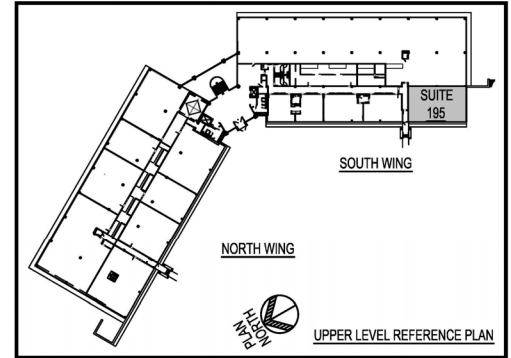 SUITE
195
SOUTH WING
NORTH WING
PLAN
NORTH
UPPER LEVEL REFERENCE PLAN